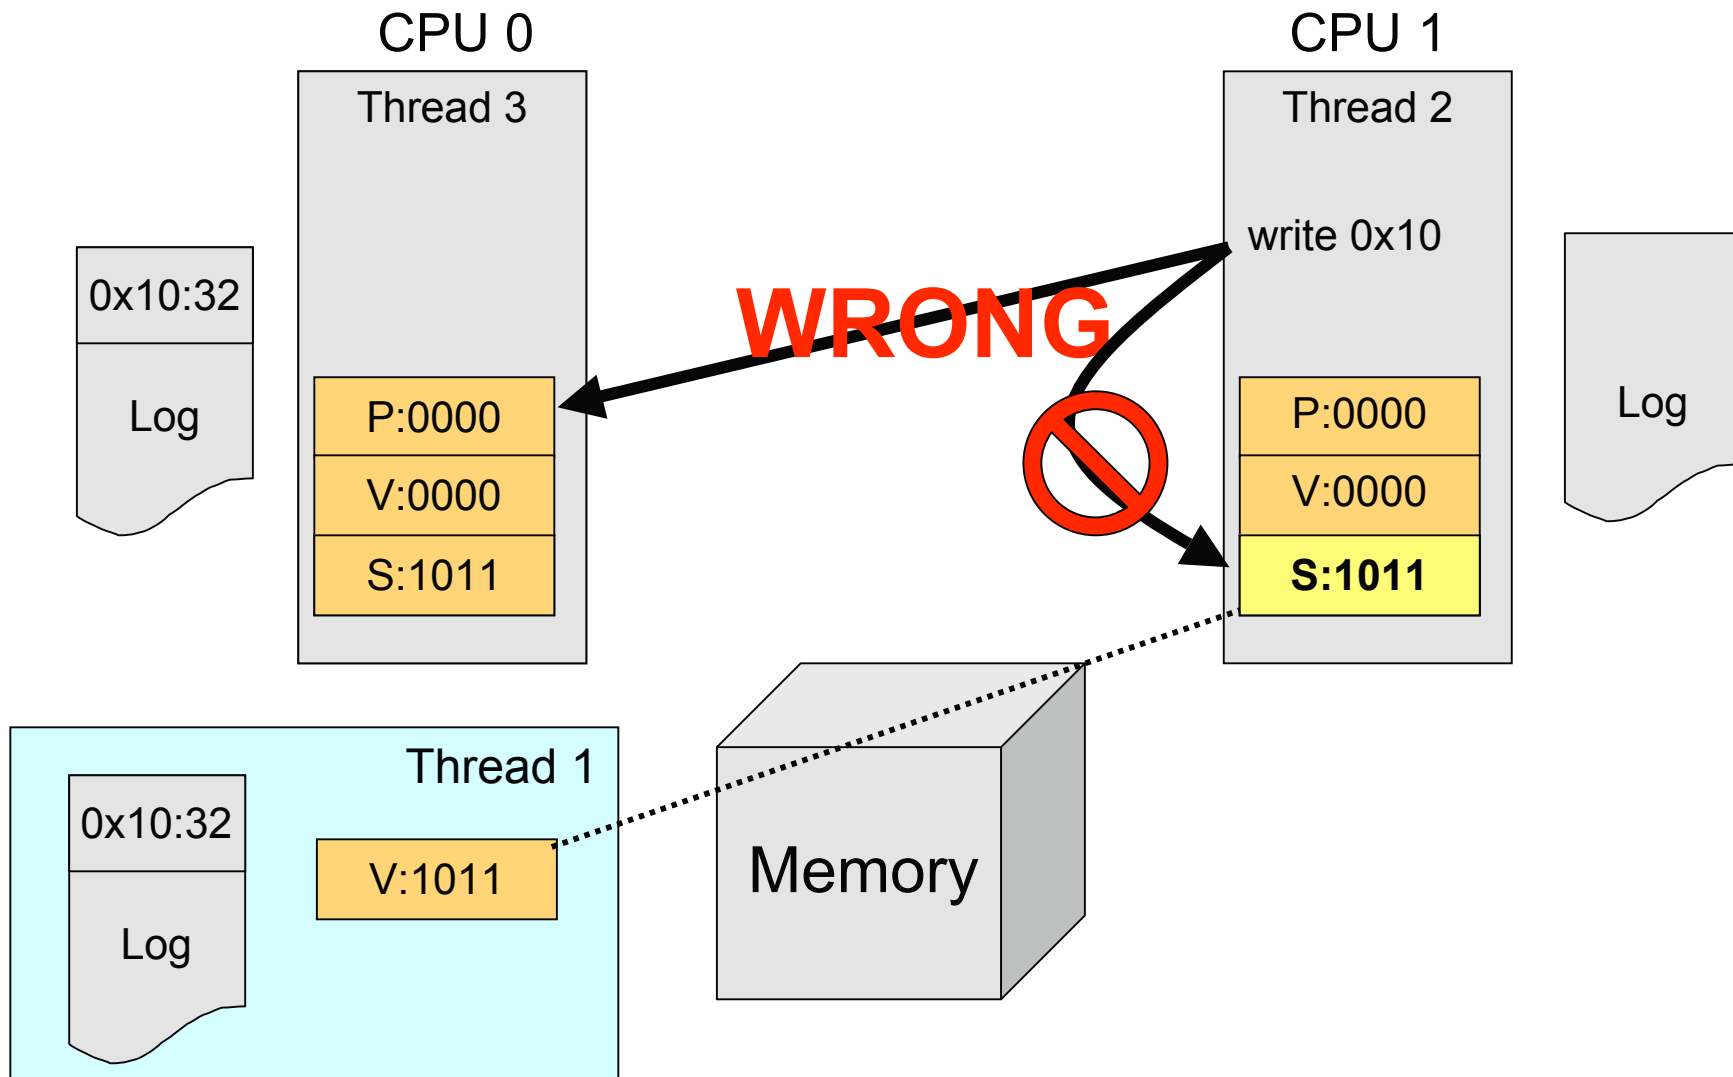 CPU 0
CPU 1
Thread 3
Thread 2
write 0x10
0x10:32
Log
WRONG
P:0000
V:0000
S:1011
P:0000
V:0000
S:1011
Log
Thread 1
0x10:32
Log
V:1011
Memory